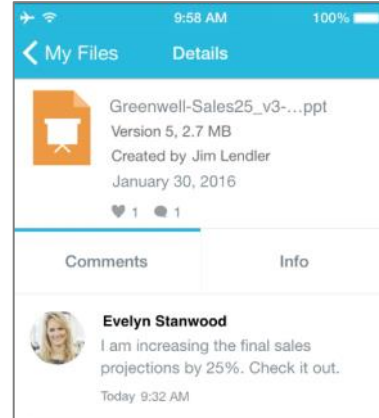 9:58 AM 100%
My Files Details
Greenwell-Sales25_v3-...ppt
Version 5, 2.7 MB
Created by Jim Lendler
January 30, 2016
1 1
Comments Info
Evelyn Stanwood
I am increasing the final sales
projections by 25%. Check it out.
Today 9:32 AM